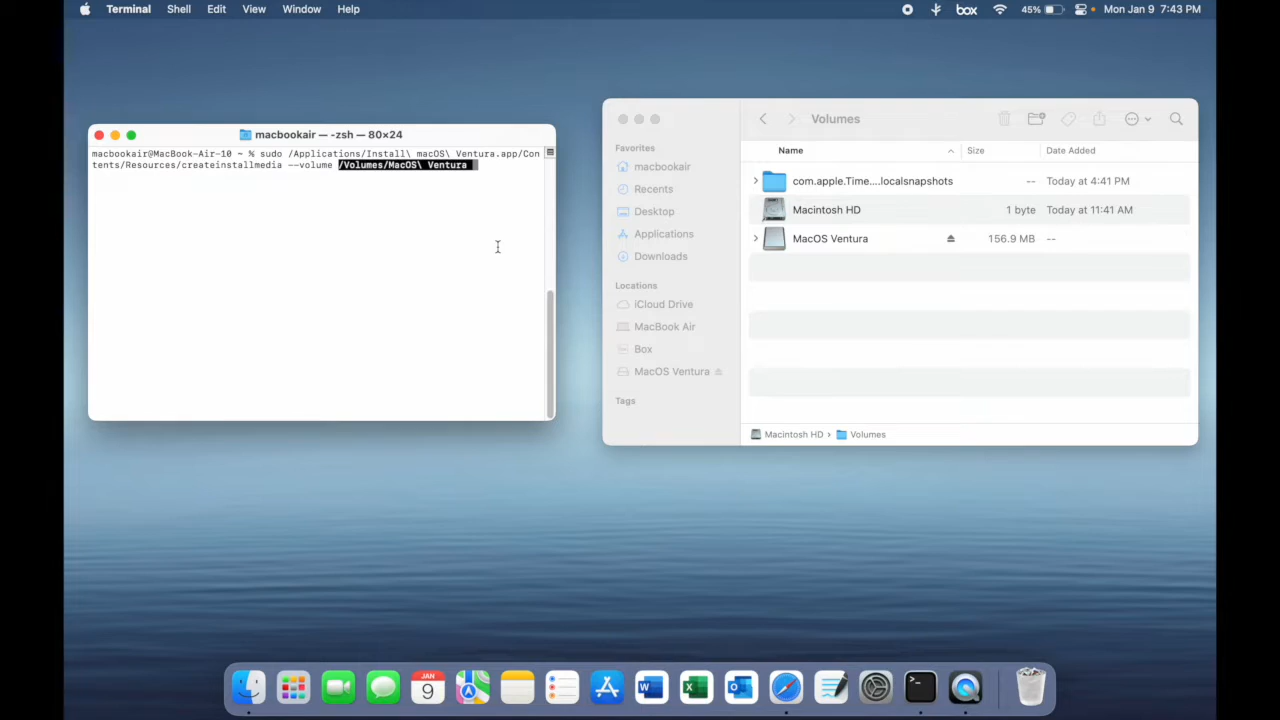 Terminal Shell Edit View Window Help
box 45% Mon Jan 9 7:43 PM
macbookair — -zsh — 80×24
macbookair@MacBook-Air-10 ~ % sudo /Applications/Install\ macOS\ Ventura.app/Con
tents/Resources/createinstallmedia --volume /Volumes/MacOS\ Ventura
Volumes
Favorites
macbookair
Recents
Desktop
Applications
Downloads
Locations
iCloud Drive
MacBook Air
Box
MacOS Ventura
Tags
Name Size Date Added
com.apple.Time....localsnapshots -- Today at 4:41 PM
Macintosh HD 1 byte Today at 11:41 AM
MacOS Ventura 156.9 MB --
Macintosh HD › Volumes
JAN
9